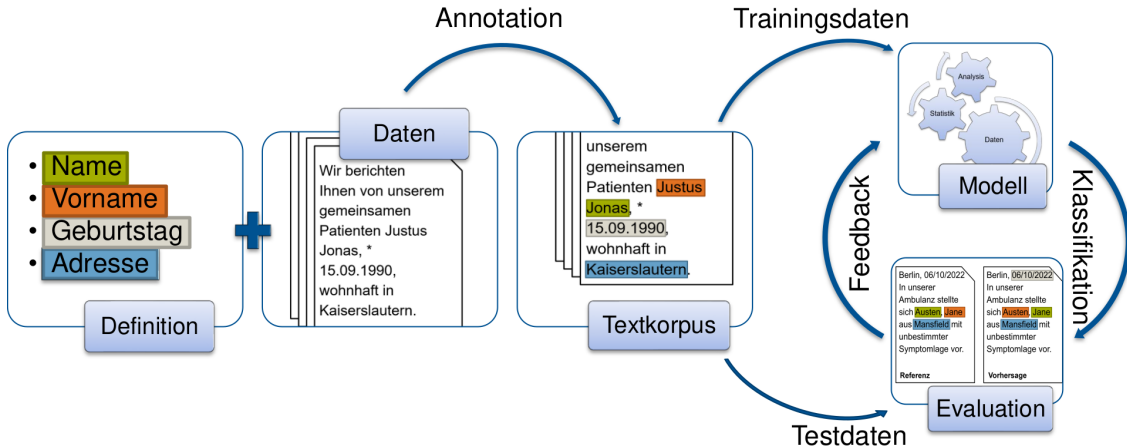 Annotation
Trainingsdaten
• Name
• Vorname
• Geburtstag
• Adresse
Definition
Daten
Wir berichten
Ihnen von unserem
gemeinsamen
Patienten Justus
Jonas, *
15.09.1990,
wohnhaft in
Kaiserslautern.
unserem
gemeinsamen
Patienten Justus
Jonas, *
15.09.1990,
wohnhaft in
Kaiserslautern.
Textkorpus
Analysis
Statistik
Daten
Modell
Feedback
Klassifikation
Berlin, 06/10/2022
In unserer
Ambulanz stellte
sich Austen, Jane
aus Mansfield mit
unbestimmter
Symptomlage vor.
Referenz
Berlin, 06/10/2022
In unserer
Ambulanz stellte
sich Austen, Jane
aus Mansfield mit
unbestimmter
Symptomlage vor.
Vorhersage
Evaluation
Testdaten